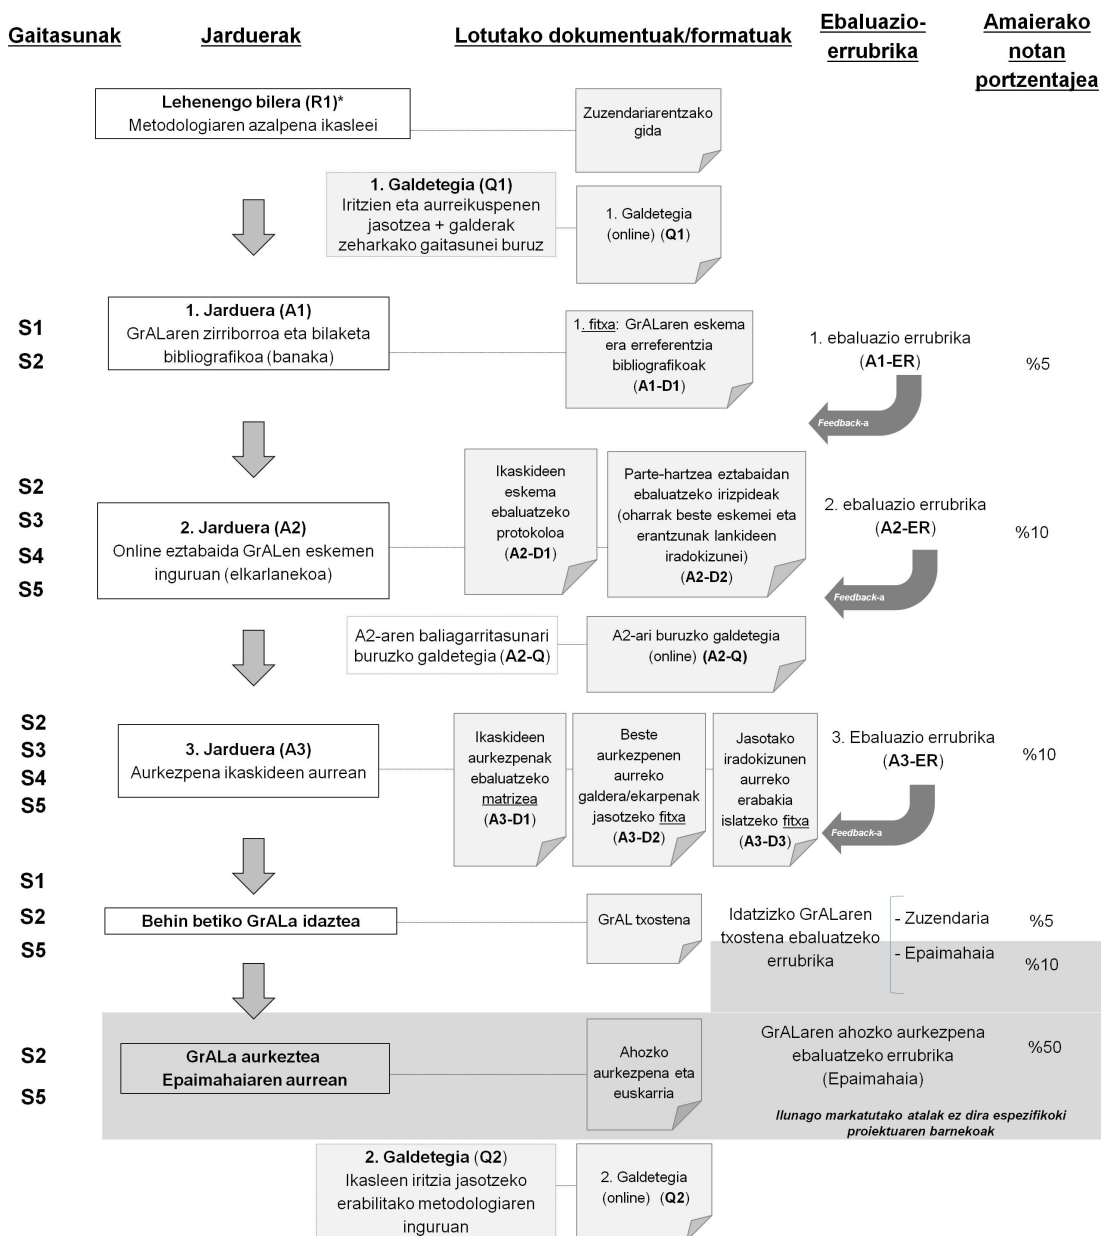 Gaitasunak
Jarduerak
Lotutako dokumentuak/formatuak
Ebaluazio-
errubrika
Amaierako
notan
portzentajea
Lehenengo bilera (R1)*
Metodologiaren azalpena ikasleei
Zuzendariarentzako
gida
1. Galdetegia (Q1)
Iritzien eta aurreikuspenen
jasotzea + galderak
zeharkako gaitasunei buruz
1. Galdetegia
(online) (Q1)
S1
S2
1. Jarduera (A1)
GrALaren zirriborroa eta bilaketa
bibliografikoa (banaka)
1. fitxa: GrALaren eskema
era erreferentzia
bibliografikoak
(A1-D1)
1. ebaluazio errubrika
(A1-ER)
%5
Feedback-a
S2
S3
S4
S5
2. Jarduera (A2)
Online eztabaida GrALen eskemen
inguruan (elkarlanekoa)
Ikaskideen
eskema
ebaluatzeko
protokoloa
(A2-D1)
Parte-hartzea eztabaidan
ebaluatzeko irizpideak
(oharrak beste eskemei eta
erantzunak lankideen
iradokizunei)
(A2-D2)
2. ebaluazio errubrika
(A2-ER)
%10
Feedback-a
A2-aren baliagarritasunari
buruzko galdetegia (A2-Q)
A2-ari buruzko galdetegia
(online) (A2-Q)
S2
S3
S4
S5
3. Jarduera (A3)
Aurkezpena ikaskideen aurrean
Ikaskideen
aurkezpenak
ebaluatzeko
matrizea
(A3-D1)
Beste
aurkezpenen
aurreko
galdera/ekarpenak
jasotzeko fitxa
(A3-D2)
Jasotako
iradokizunen
aurreko
erabakia
islatzeko fitxa
(A3-D3)
3. Ebaluazio errubrika
(A3-ER)
%10
Feedback-a
S1
S2
S5
Behin betiko GrALa idaztea
GrAL txostena
Idatzizko GrALaren
txostena ebaluatzeko
errubrika
- Zuzendaria
- Epaimahaia
%5
%10
S2
S5
GrALa aurkeztea
Epaimahaiaren aurrean
Ahozko
aurkezpena eta
euskarria
GrALaren ahozko aurkezpena
ebaluatzeko errubrika
(Epaimahaia)
%50
Ilunago markatutako atalak ez dira espezifikoki
proiektuaren barnekoak
2. Galdetegia (Q2)
Ikasleen iritzia jasotzeko
erabilitako metodologiaren
inguruan
2. Galdetegia
(online) (Q2)